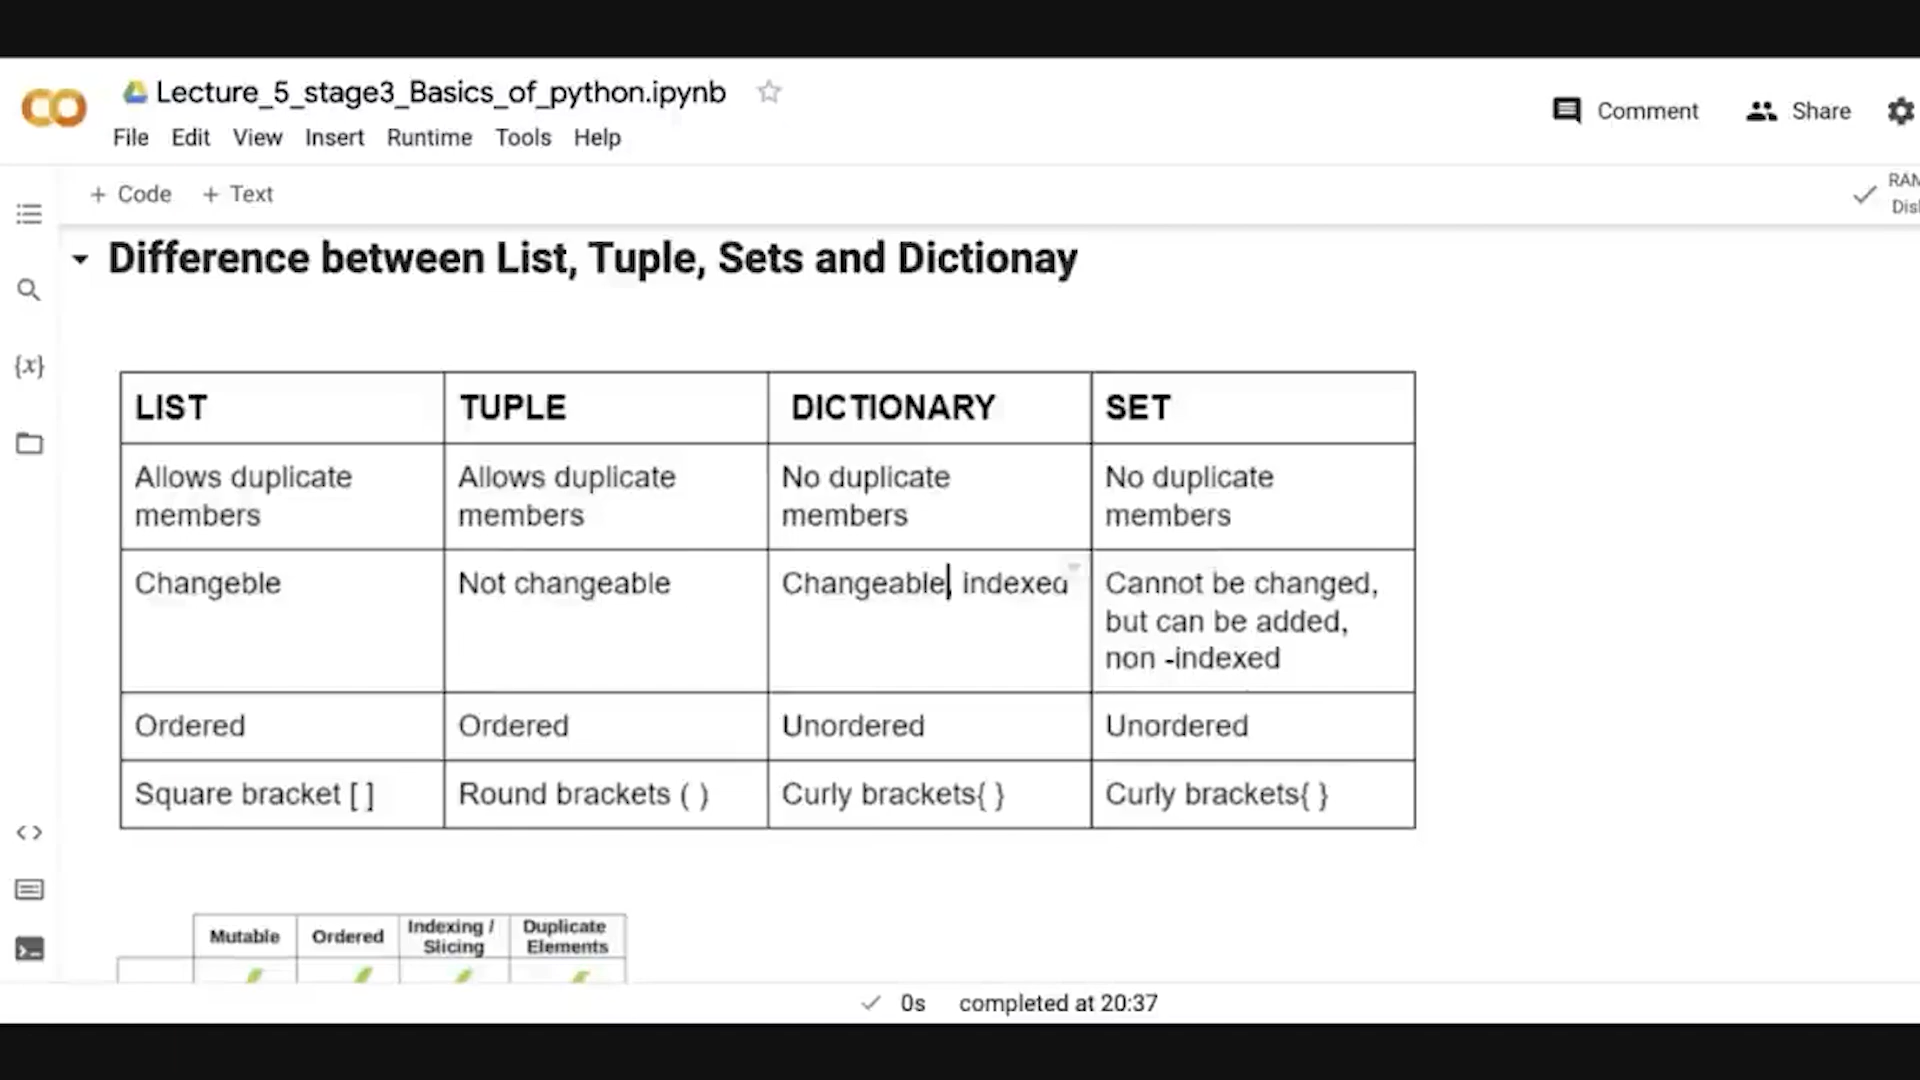 Lecture_5_stage3_Basics_of_python.ipynb
File Edit View Insert Runtime Tools Help
Comment Share
+ Code + Text
RAM
Disk
Difference between List, Tuple, Sets and Dictionay
LIST TUPLE DICTIONARY SET
Allows duplicate members Allows duplicate members No duplicate members No duplicate members
Changeble Not changeable Changeable, indexed Cannot be changed, but can be added, non -indexed
Ordered Ordered Unordered Unordered
Square bracket [ ] Round brackets ( ) Curly brackets{ } Curly brackets{ }
Mutable Ordered Indexing / Slicing Duplicate Elements
0s completed at 20:37